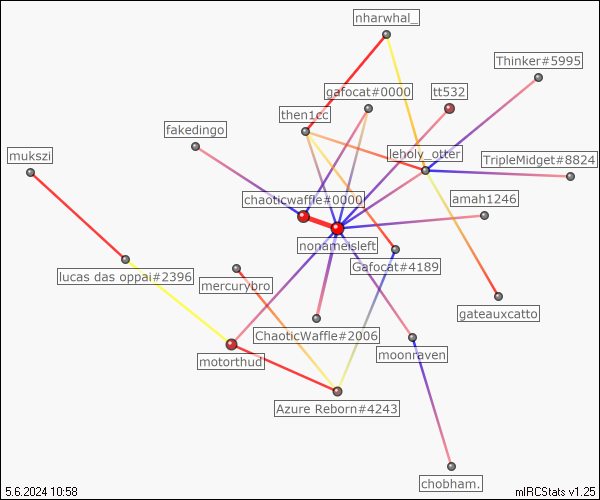 nharwhal_
Thinker#5995
gafocat#0000
tt532
then1cc
fakedingo
leholy_otter
mukszi
TripleMidget#8824
chaoticwaffle#0000
amah1246
nonameisleft
Gafocat#4189
lucas das oppai#2396
mercurybro
gateauxcatto
ChaoticWaffle#2006
moonraven
motorthud
Azure Reborn#4243
chobham.
5.6.2024 10:58
mIRCStats v1.25